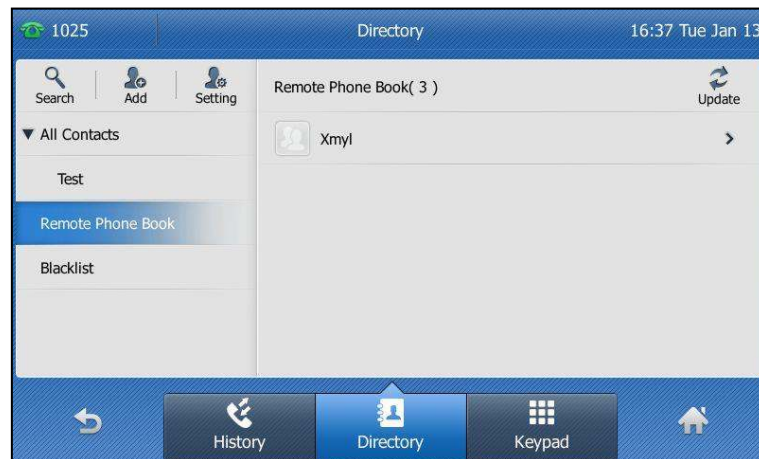 1025 Directory 16:37 Tue Jan 13
Search Add Setting Remote Phone Book( 3 ) Update
All Contacts Xmyl
Test
Remote Phone Book
Blacklist
History Directory Keypad